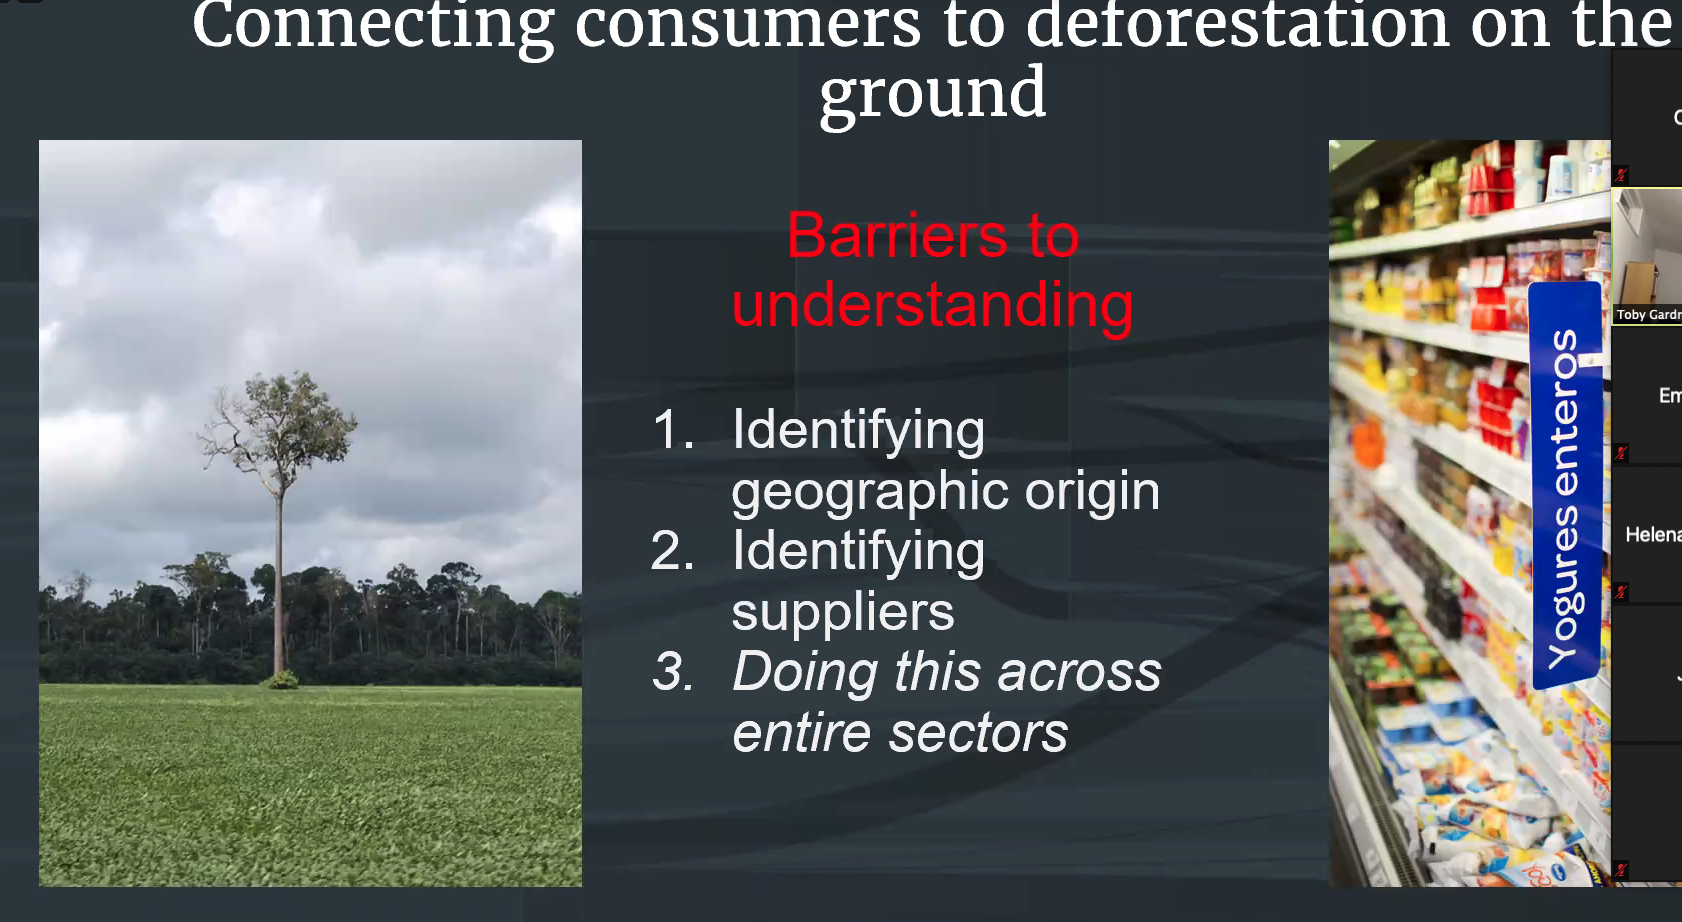 Connecting consumers to deforestation on the
ground
Barriers to
understanding
1. Identifying
geographic origin
2. Identifying
suppliers
3. Doing this across
entire sectors
Yogures enteros
Toby Gardn
Em
Helena